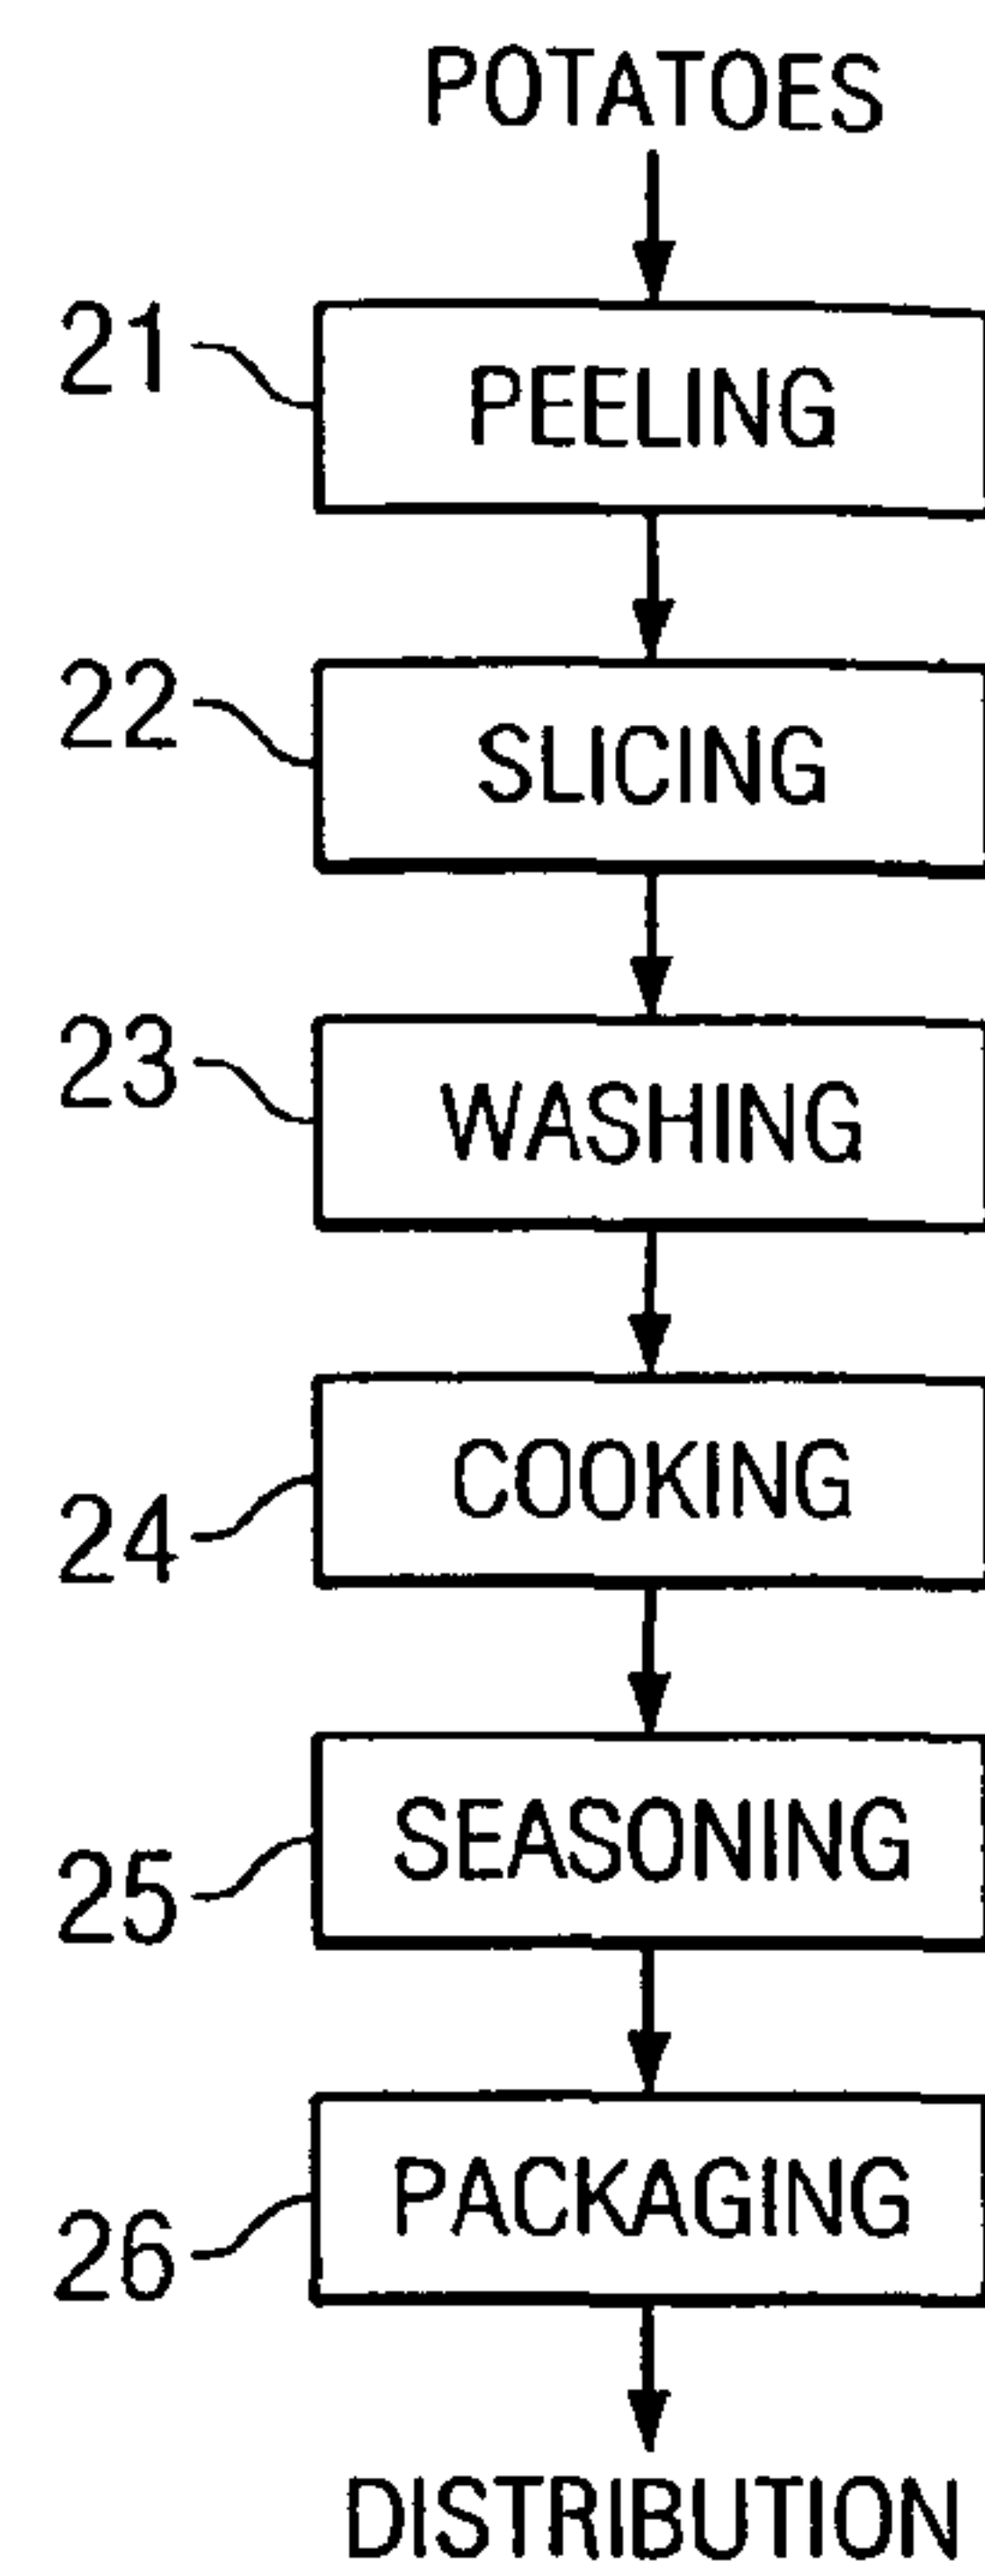 POTATOES
21 PEELING
22 SLICING
23 WASHING
24 COOKING
25 SEASONING
26 PACKAGING
DISTRIBUTION